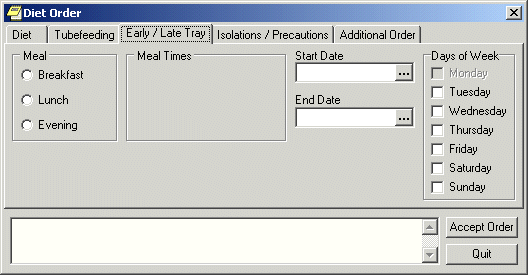 Diet Order
Diet Tubefeeding Early / Late Tray Isolations / Precautions Additional Order
Meal
Breakfast
Lunch
Evening
Meal Times
Start Date
...
End Date
...
Days of Week
Monday
Tuesday
Wednesday
Thursday
Friday
Saturday
Sunday
Accept Order
Quit